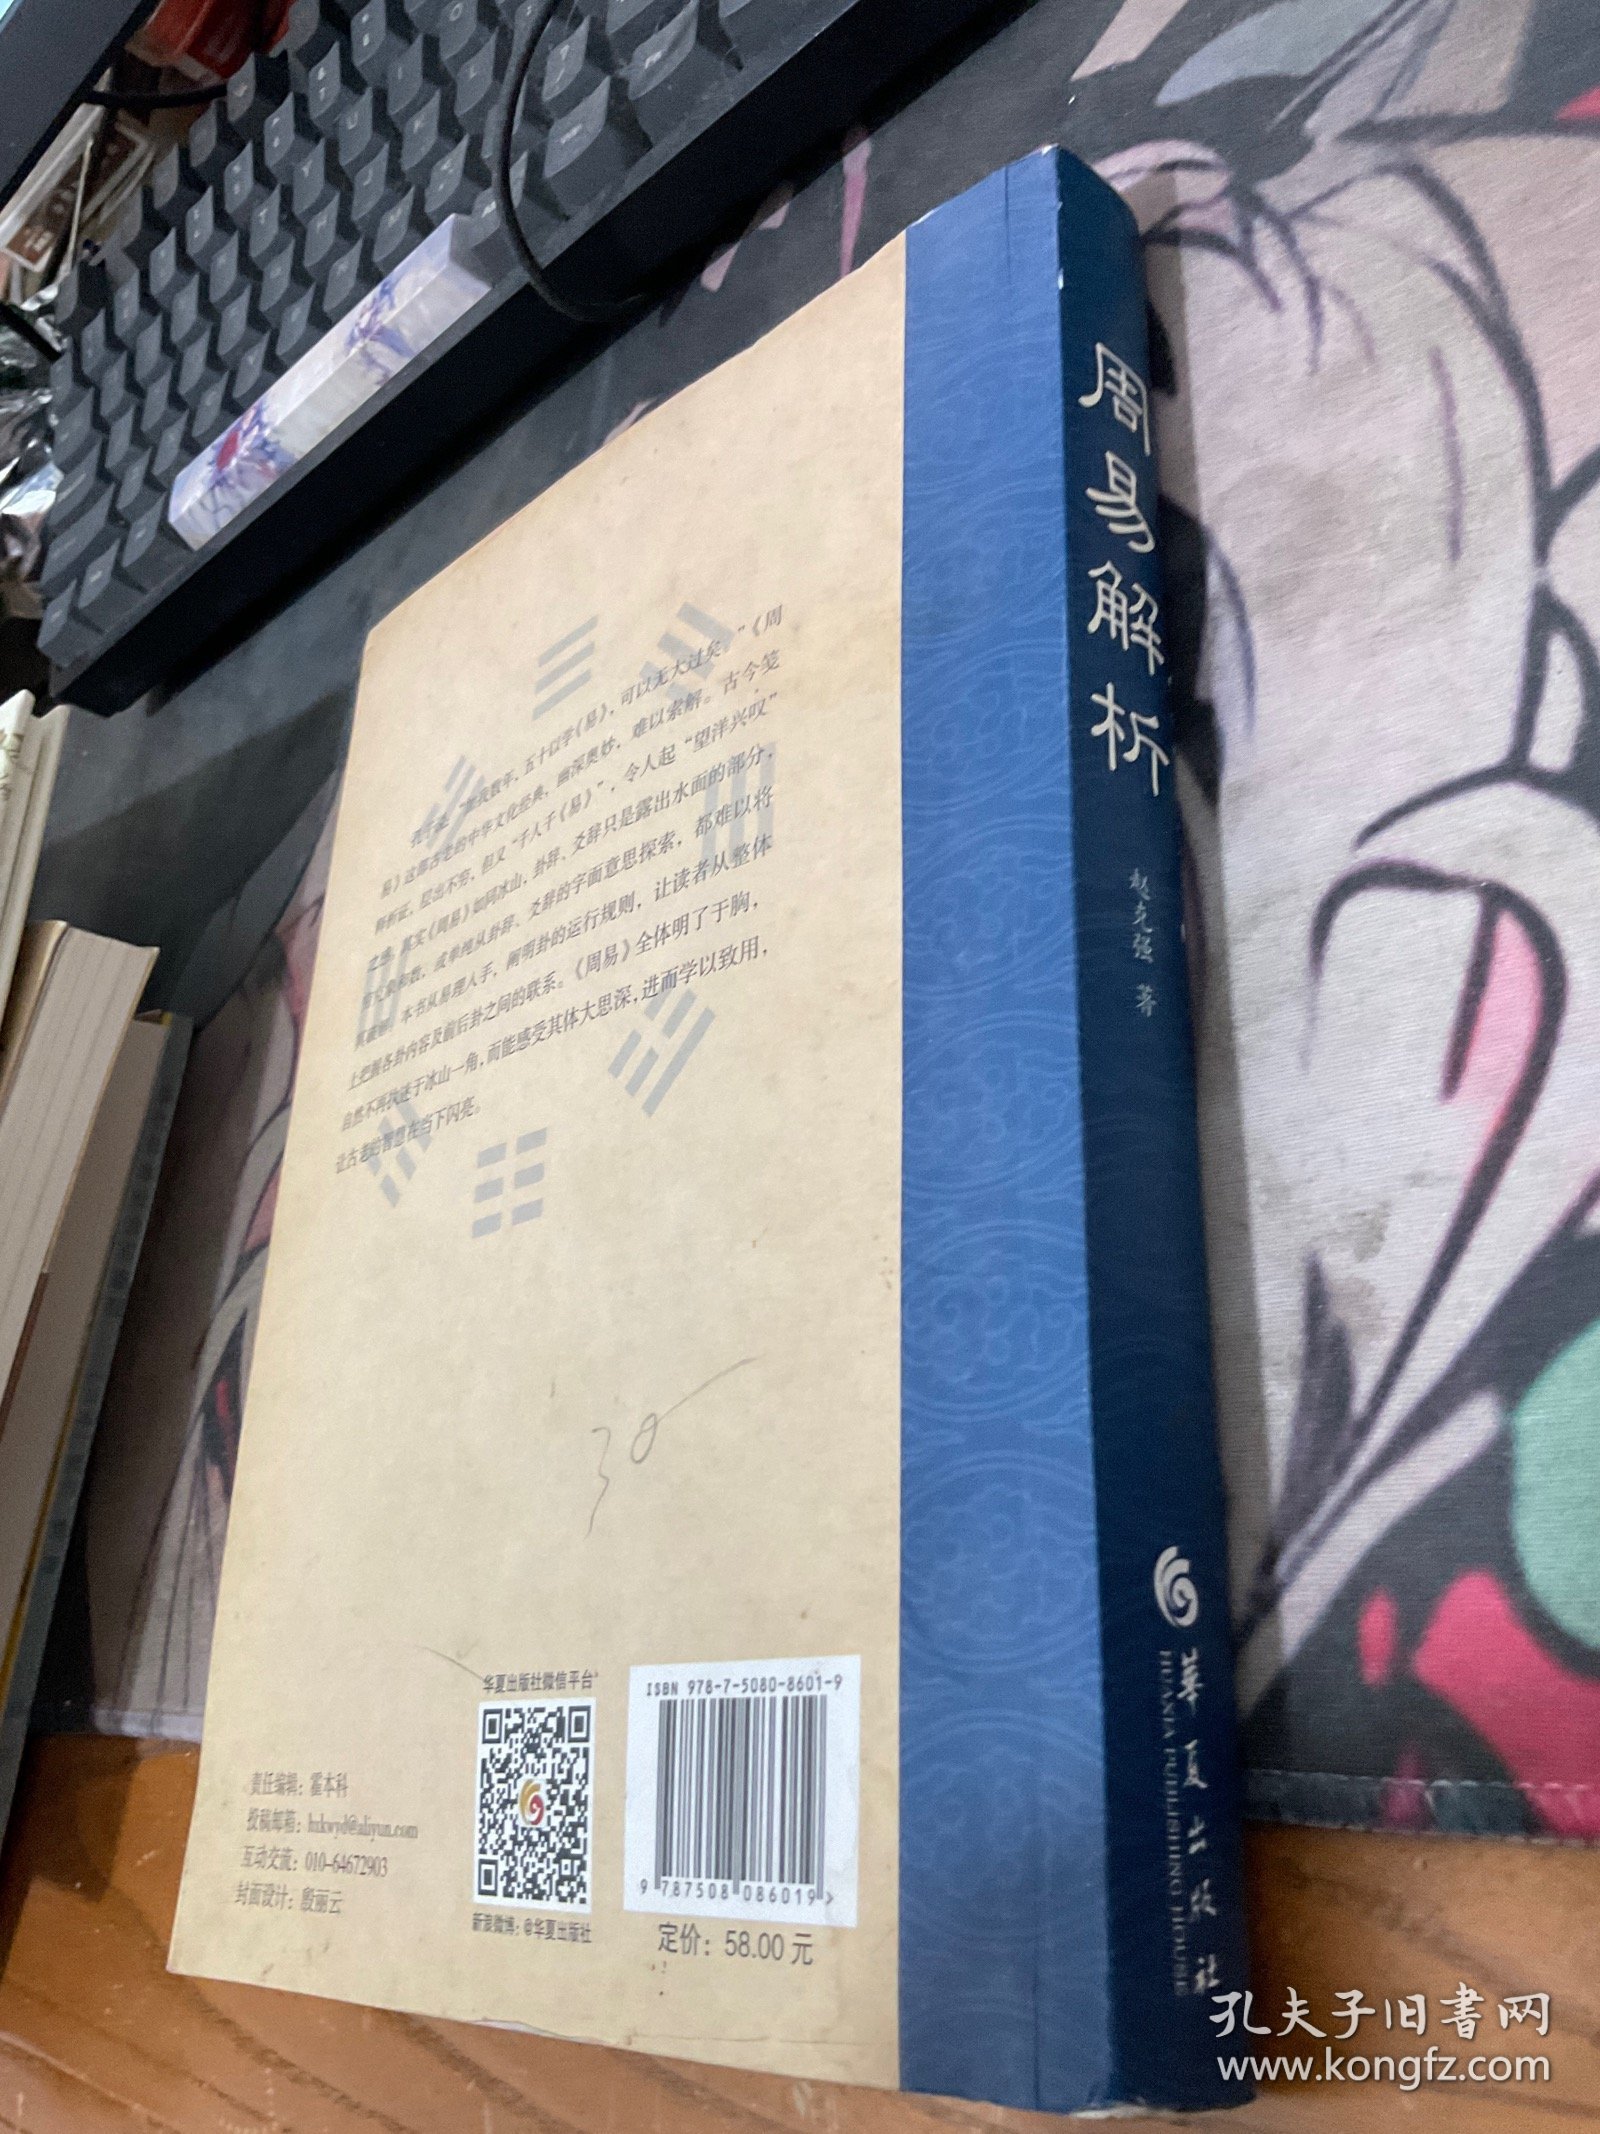 周易解析
赵克强 著
華夏出版社
HUAXIA PUBLISHING HOUSE
孔子曰：“加我数年，五十以学《易》，可以无大过矣。”《周
易》这部古老的中华文化经典，幽深奥妙，难以索解。古今笺
释析证，层出不穷，但又“千人千《易》”，令人起“望洋兴叹”
之感。其实《周易》如同冰山，卦辞、爻辞只是露出水面的部分，
或单纯从卦辞、爻辞的字面意思探索，都难以将
本书从易理入手，阐明卦的运行规则，让读者从整体
上把握各卦内容及前后卦之间的联系。《周易》全体明了于胸，
自然不再执迷于冰山一角，而能感受其体大思深，进而学以致用，
让古老的智慧在当下闪亮。
30
责任编辑：霍本科
投稿邮箱：hxkwyd@aliyun.com
互动交流：010-64672903
封面设计：殷丽云
华夏出版社微信平台
新浪微博：@华夏出版社
ISBN 978-7-5080-8601-9
9 787508 086019 >
定价：58.00 元
孔夫子旧書网
www.kongfz.com